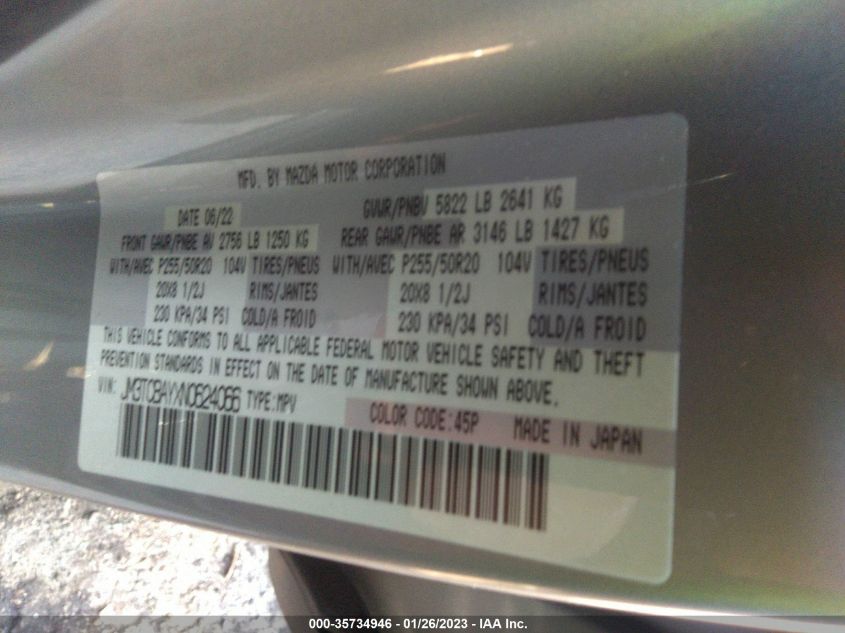 MFD. BY MAZDA MOTOR CORPORATION
DATE 06/22 GVWR/PNBV 5822 LB 2641 KG
FRONT GAWR/PNBE AV 2756 LB 1250 KG REAR GAWR/PNBE AR 3146 LB 1427 KG
WITH/AVEC P255/50R20 104V TIRES/PNEUS WITH/AVEC P255/50R20 104V TIRES/PNEUS
20X8 1/2J RIMS/JANTES 20X8 1/2J RIMS/JANTES
230 KPA/34 PSI COLD/A FROID 230 KPA/34 PSI COLD/A FROID
THIS VEHICLE CONFORMS TO ALL APPLICABLE FEDERAL MOTOR VEHICLE SAFETY AND THEFT
PREVENTION STANDARDS IN EFFECT ON THE DATE OF MANUFACTURE SHOWN ABOVE.
VIN: JM3TCBAYXN0624066 TYPE:MPV
COLOR CODE:45P MADE IN JAPAN
000-35734946 - 01/26/2023 - IAA Inc.